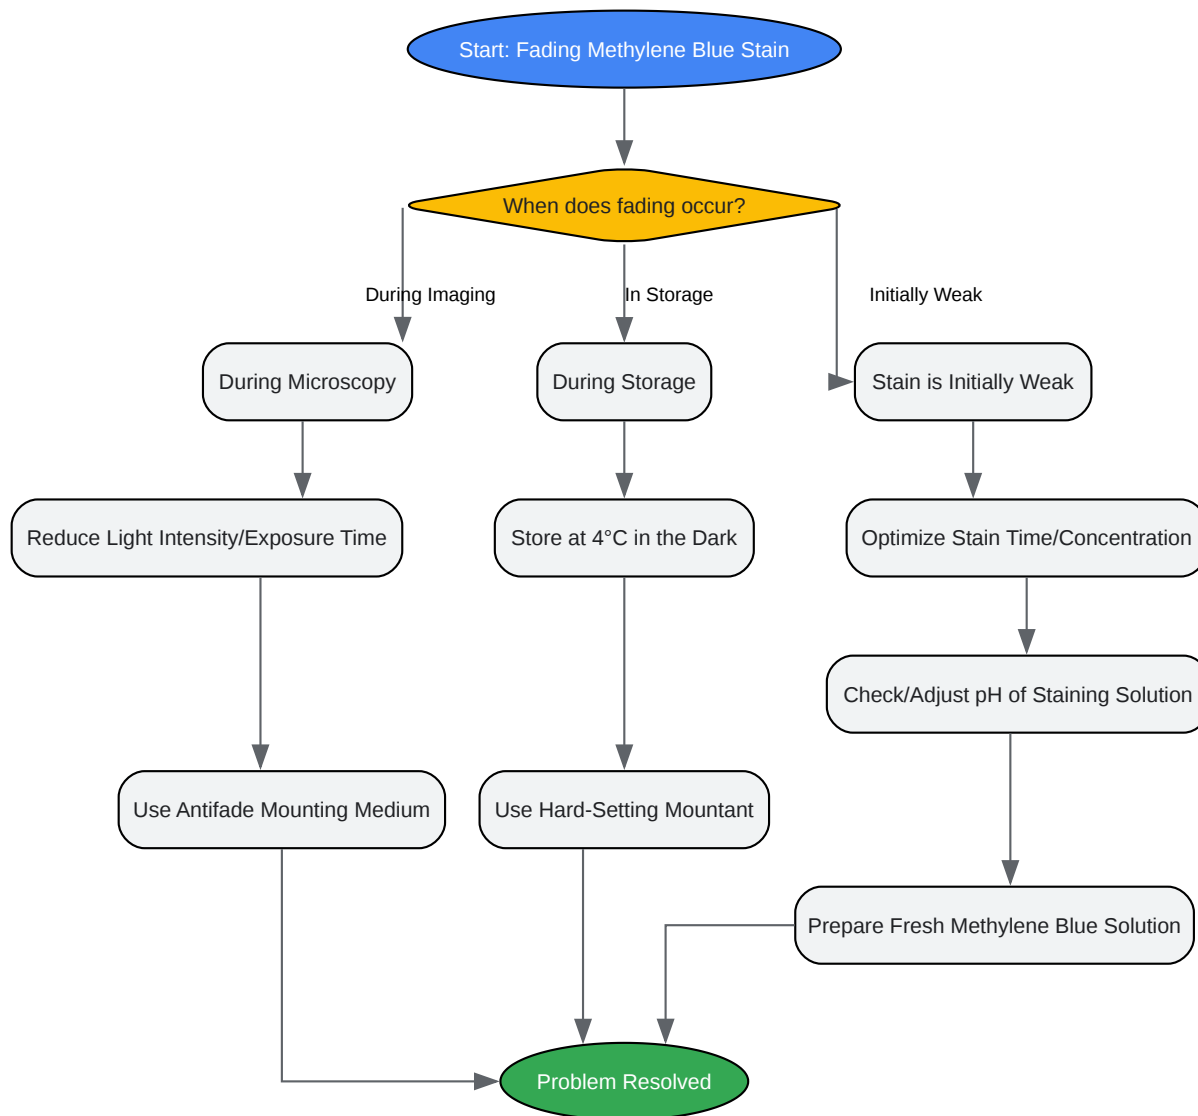 Start: Fading Methylene Blue Stain
When does fading occur?
During Imaging
In Storage
Initially Weak
During Microscopy
During Storage
Stain is Initially Weak
Reduce Light Intensity/Exposure Time
Store at 4°C in the Dark
Optimize Stain Time/Concentration
Check/Adjust pH of Staining Solution
Use Antifade Mounting Medium
Use Hard-Setting Mountant
Prepare Fresh Methylene Blue Solution
Problem Resolved